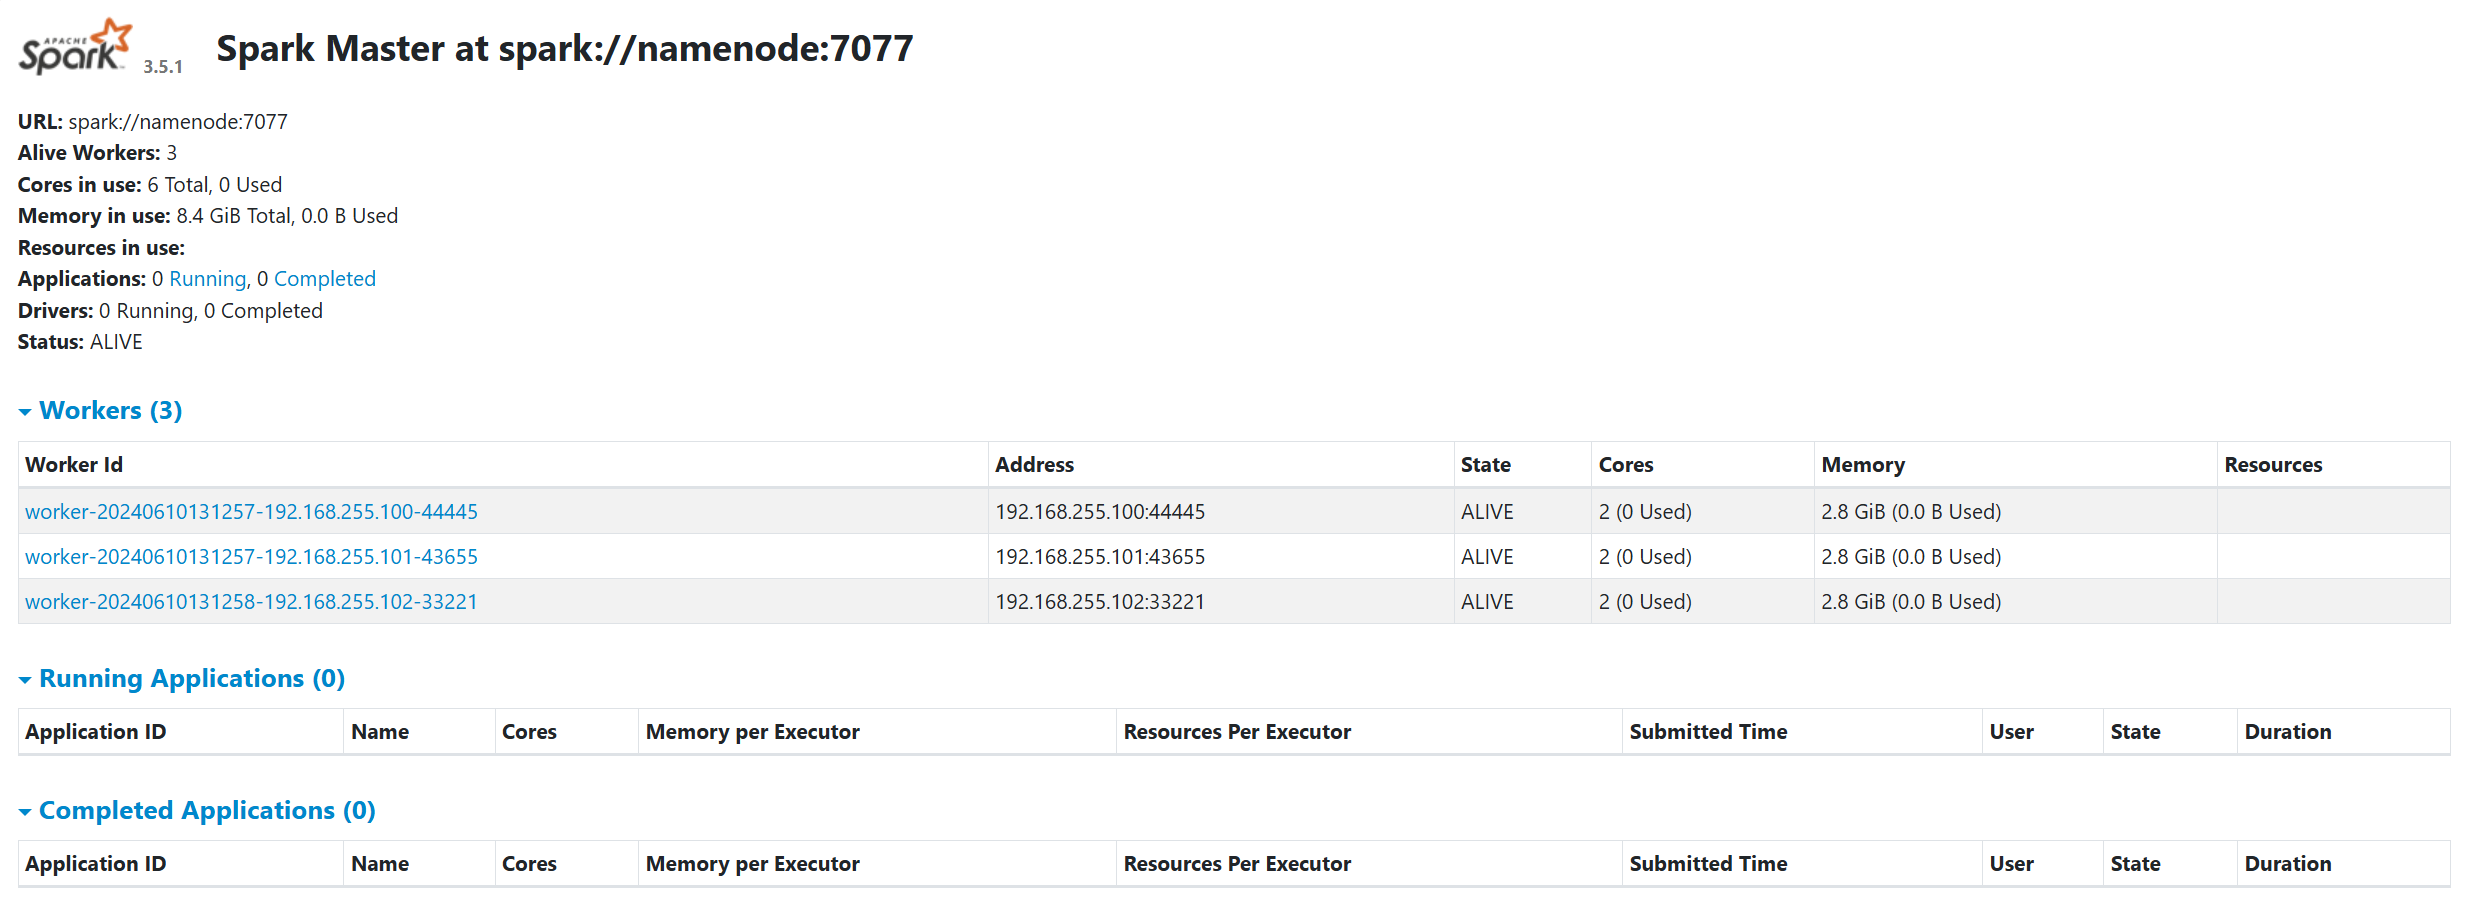 APACHE Spark 3.5.1 Spark Master at spark://namenode:7077
URL: spark://namenode:7077
Alive Workers: 3
Cores in use: 6 Total, 0 Used
Memory in use: 8.4 GiB Total, 0.0 B Used
Resources in use:
Applications: 0 Running, 0 Completed
Drivers: 0 Running, 0 Completed
Status: ALIVE
Workers (3)
Worker Id Address State Cores Memory Resources
worker-20240610131257-192.168.255.100-44445 192.168.255.100:44445 ALIVE 2 (0 Used) 2.8 GiB (0.0 B Used)
worker-20240610131257-192.168.255.101-43655 192.168.255.101:43655 ALIVE 2 (0 Used) 2.8 GiB (0.0 B Used)
worker-20240610131258-192.168.255.102-33221 192.168.255.102:33221 ALIVE 2 (0 Used) 2.8 GiB (0.0 B Used)
Running Applications (0)
Application ID Name Cores Memory per Executor Resources Per Executor Submitted Time User State Duration
Completed Applications (0)
Application ID Name Cores Memory per Executor Resources Per Executor Submitted Time User State Duration